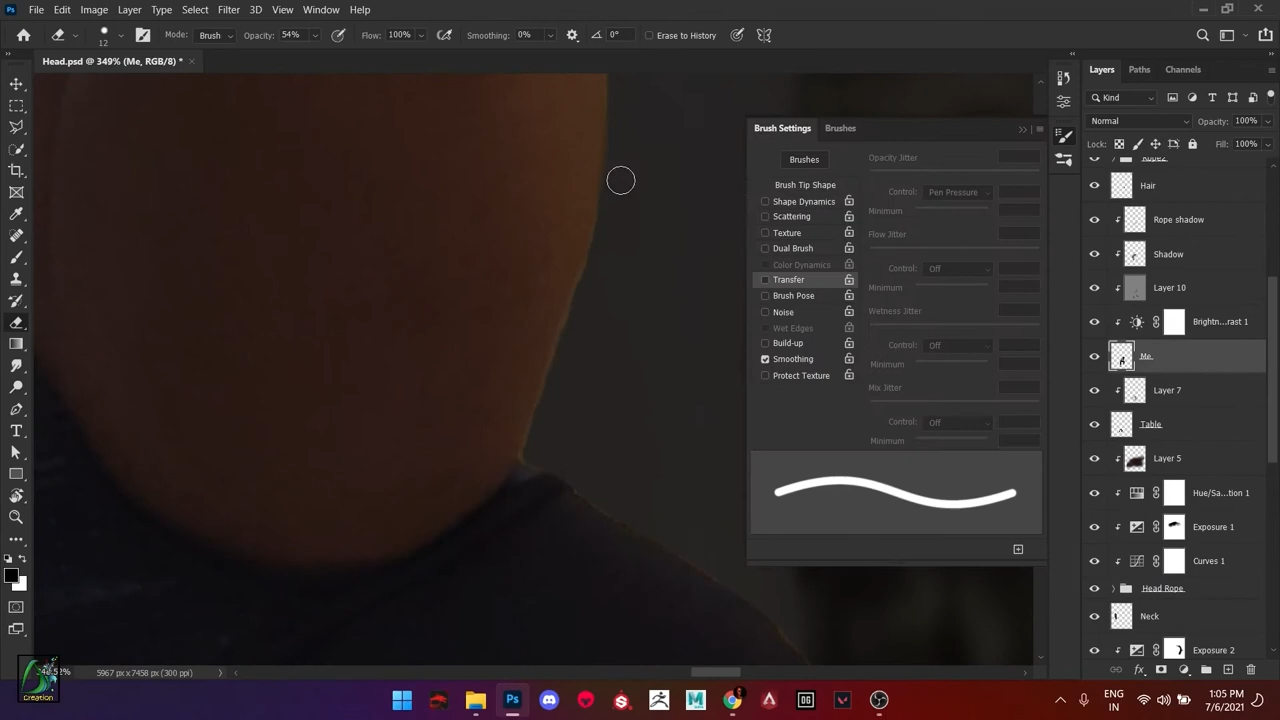 Ps File Edit Image Layer Type Select Filter 3D View Window Help
12 Mode: Brush Opacity: 54% Flow: 100% Smoothing: 0% 0° Erase to History
Head.psd @ 349% (Me, RGB/8) *
Layers Paths Channels
Kind
Normal Opacity: 100%
Lock: Fill: 100%
Rope2
Hair
Rope shadow
Shadow
Layer 10
Brightn...rast 1
Me
Layer 7
Table
Layer 5
Hue/Sa...tion 1
Exposure 1
Curves 1
Head Rope
Neck
Exposure 2
Brush Settings Brushes
Brushes
Brush Tip Shape
Shape Dynamics
Scattering
Texture
Dual Brush
Color Dynamics
Transfer
Brush Pose
Noise
Wet Edges
Build-up
Smoothing
Protect Texture
Opacity Jitter
Control: Pen Pressure
Minimum
Flow Jitter
Control: Off
Minimum
Wetness Jitter
Control: Off
Minimum
Mix Jitter
Control: Off
Minimum
5967 px x 7458 px (300 ppi)
Creation
Ps
OG
ENG
IN
1:05 PM
7/6/2021